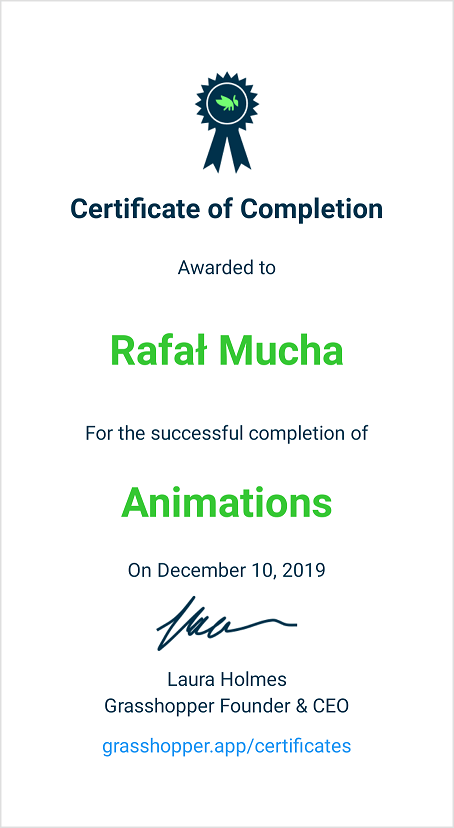 Certificate of Completion
Awarded to
Rafał Mucha
For the successful completion of
Animations
On December 10, 2019
Laura Holmes
Grasshopper Founder & CEO
grasshopper.app/certificates